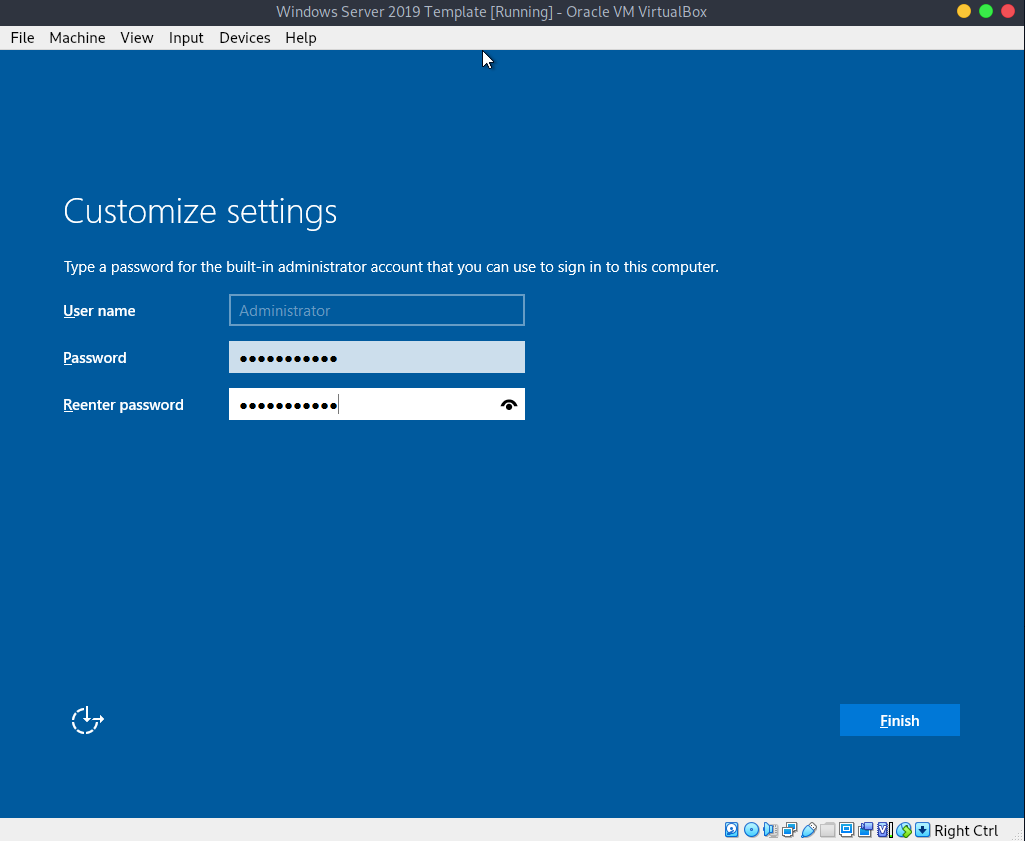 Windows Server 2019 Template [Running] - Oracle VM VirtualBox
File Machine View Input Devices Help
Customize settings
Type a password for the built-in administrator account that you can use to sign in to this computer.
User name Administrator
Password ●●●●●●●●●●●
Reenter password ●●●●●●●●●●●
Finish
Right Ctrl